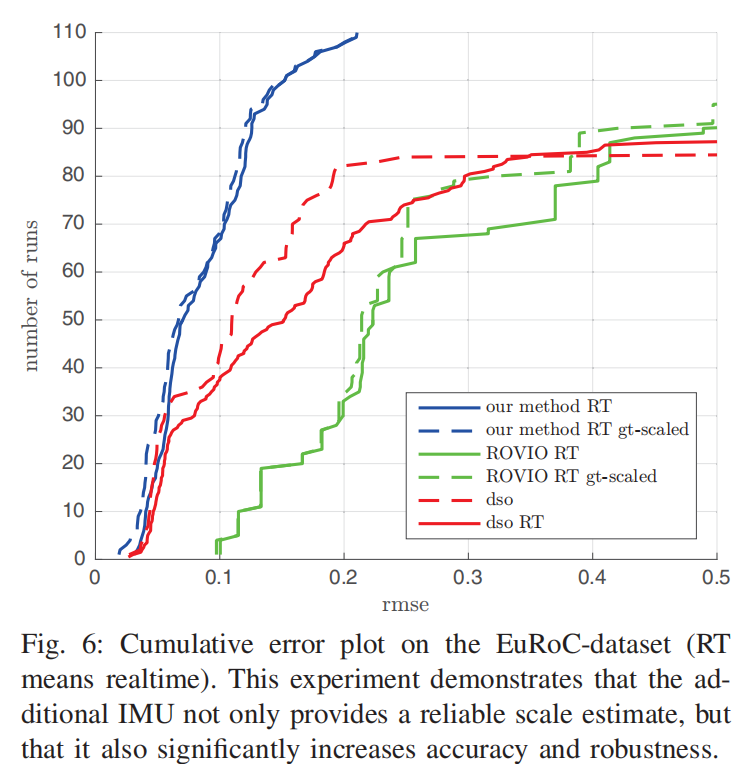 110
100
90
80
70
60
50
40
30
20
10
0
number of runs
0 0.1 0.2 0.3 0.4 0.5
rmse
our method RT
our method RT gt-scaled
ROVIO RT
ROVIO RT gt-scaled
dso
dso RT
Fig. 6: Cumulative error plot on the EuRoC-dataset (RT
means realtime). This experiment demonstrates that the ad-
ditional IMU not only provides a reliable scale estimate, but
that it also significantly increases accuracy and robustness.